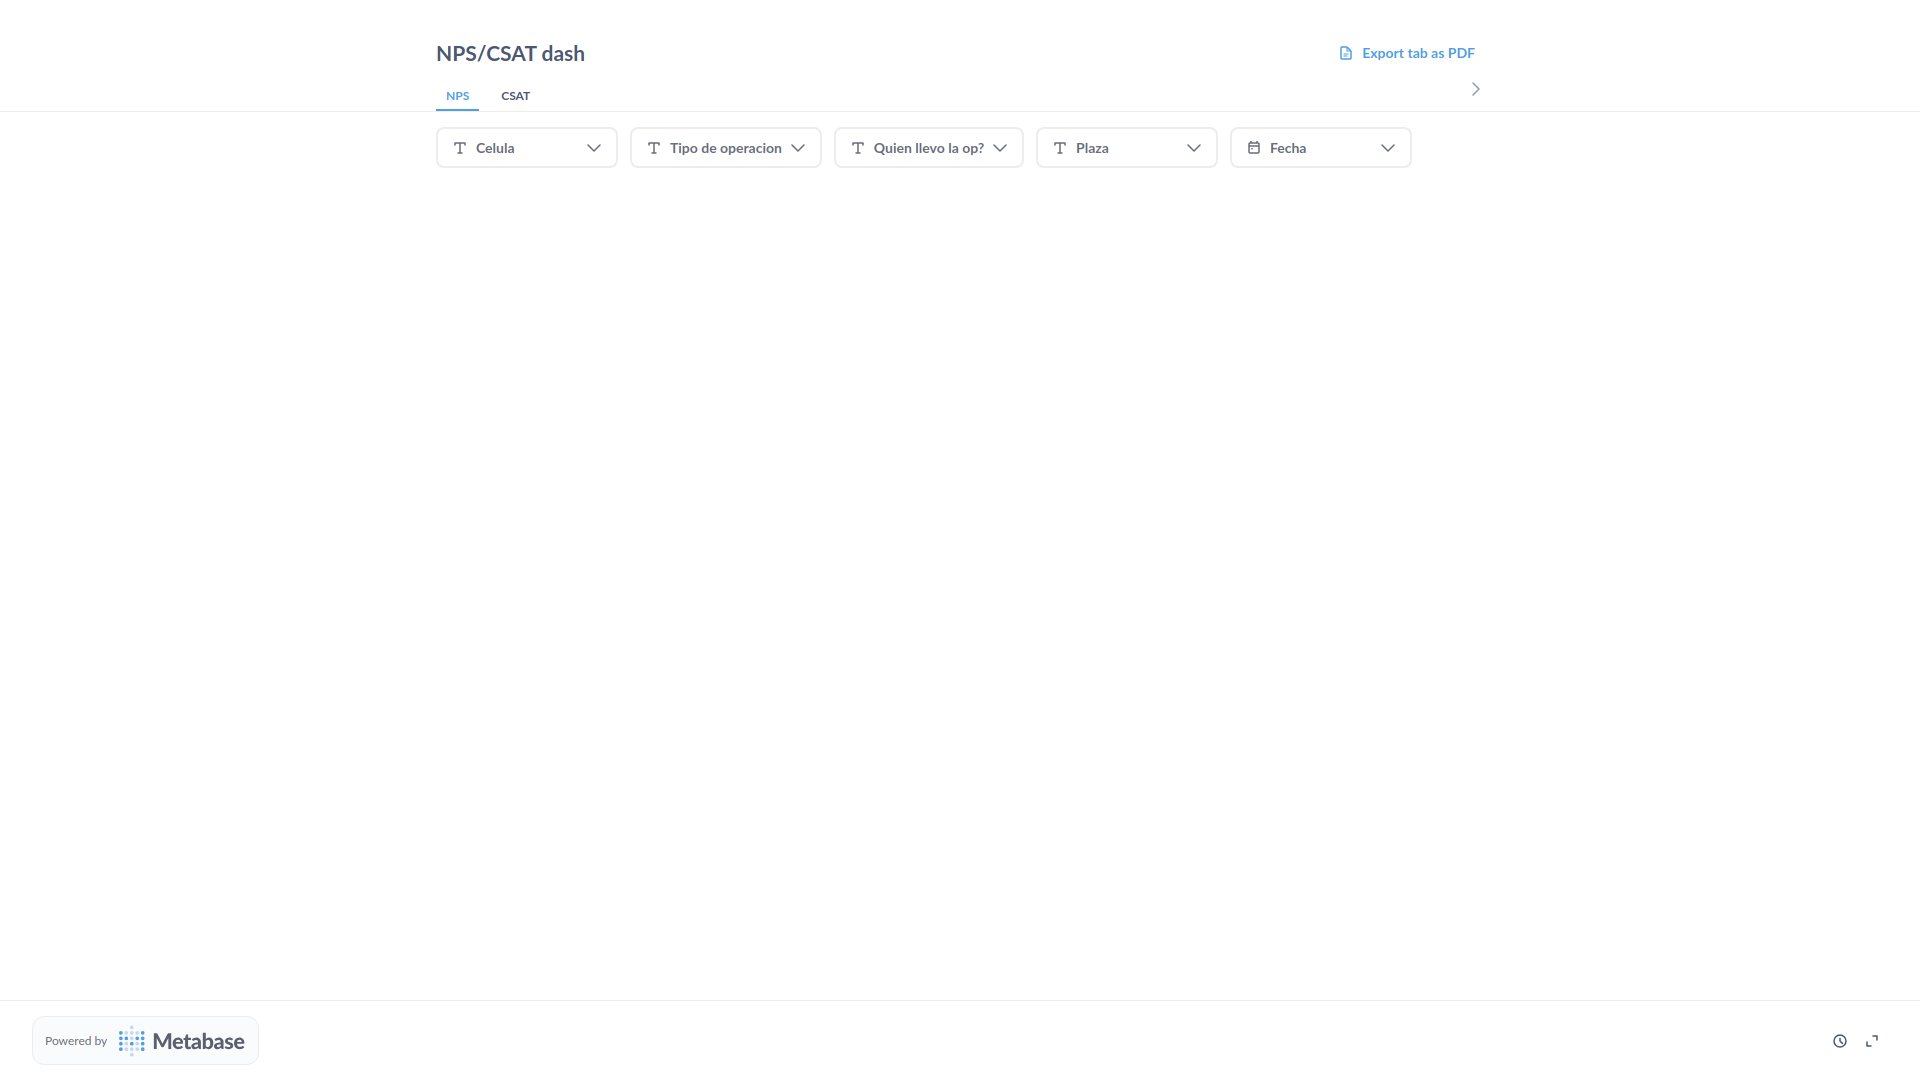 NPS/CSAT dash
Export tab as PDF
NPS
CSAT
Celula
Tipo de operacion
Quien llevo la op?
Plaza
Fecha
Powered by
Metabase